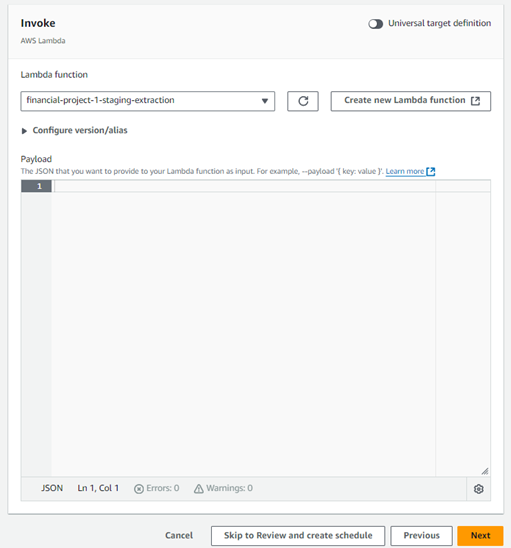 Invoke
Universal target definition
AWS Lambda
Lambda function
financial-project-1-staging-extraction
Create new Lambda function
Configure version/alias
Payload
The JSON that you want to provide to your Lambda function as input. For example, --payload '{ key: value }'. Learn more
1
JSON Ln 1, Col 1 Errors: 0 Warnings: 0
Cancel Skip to Review and create schedule Previous Next